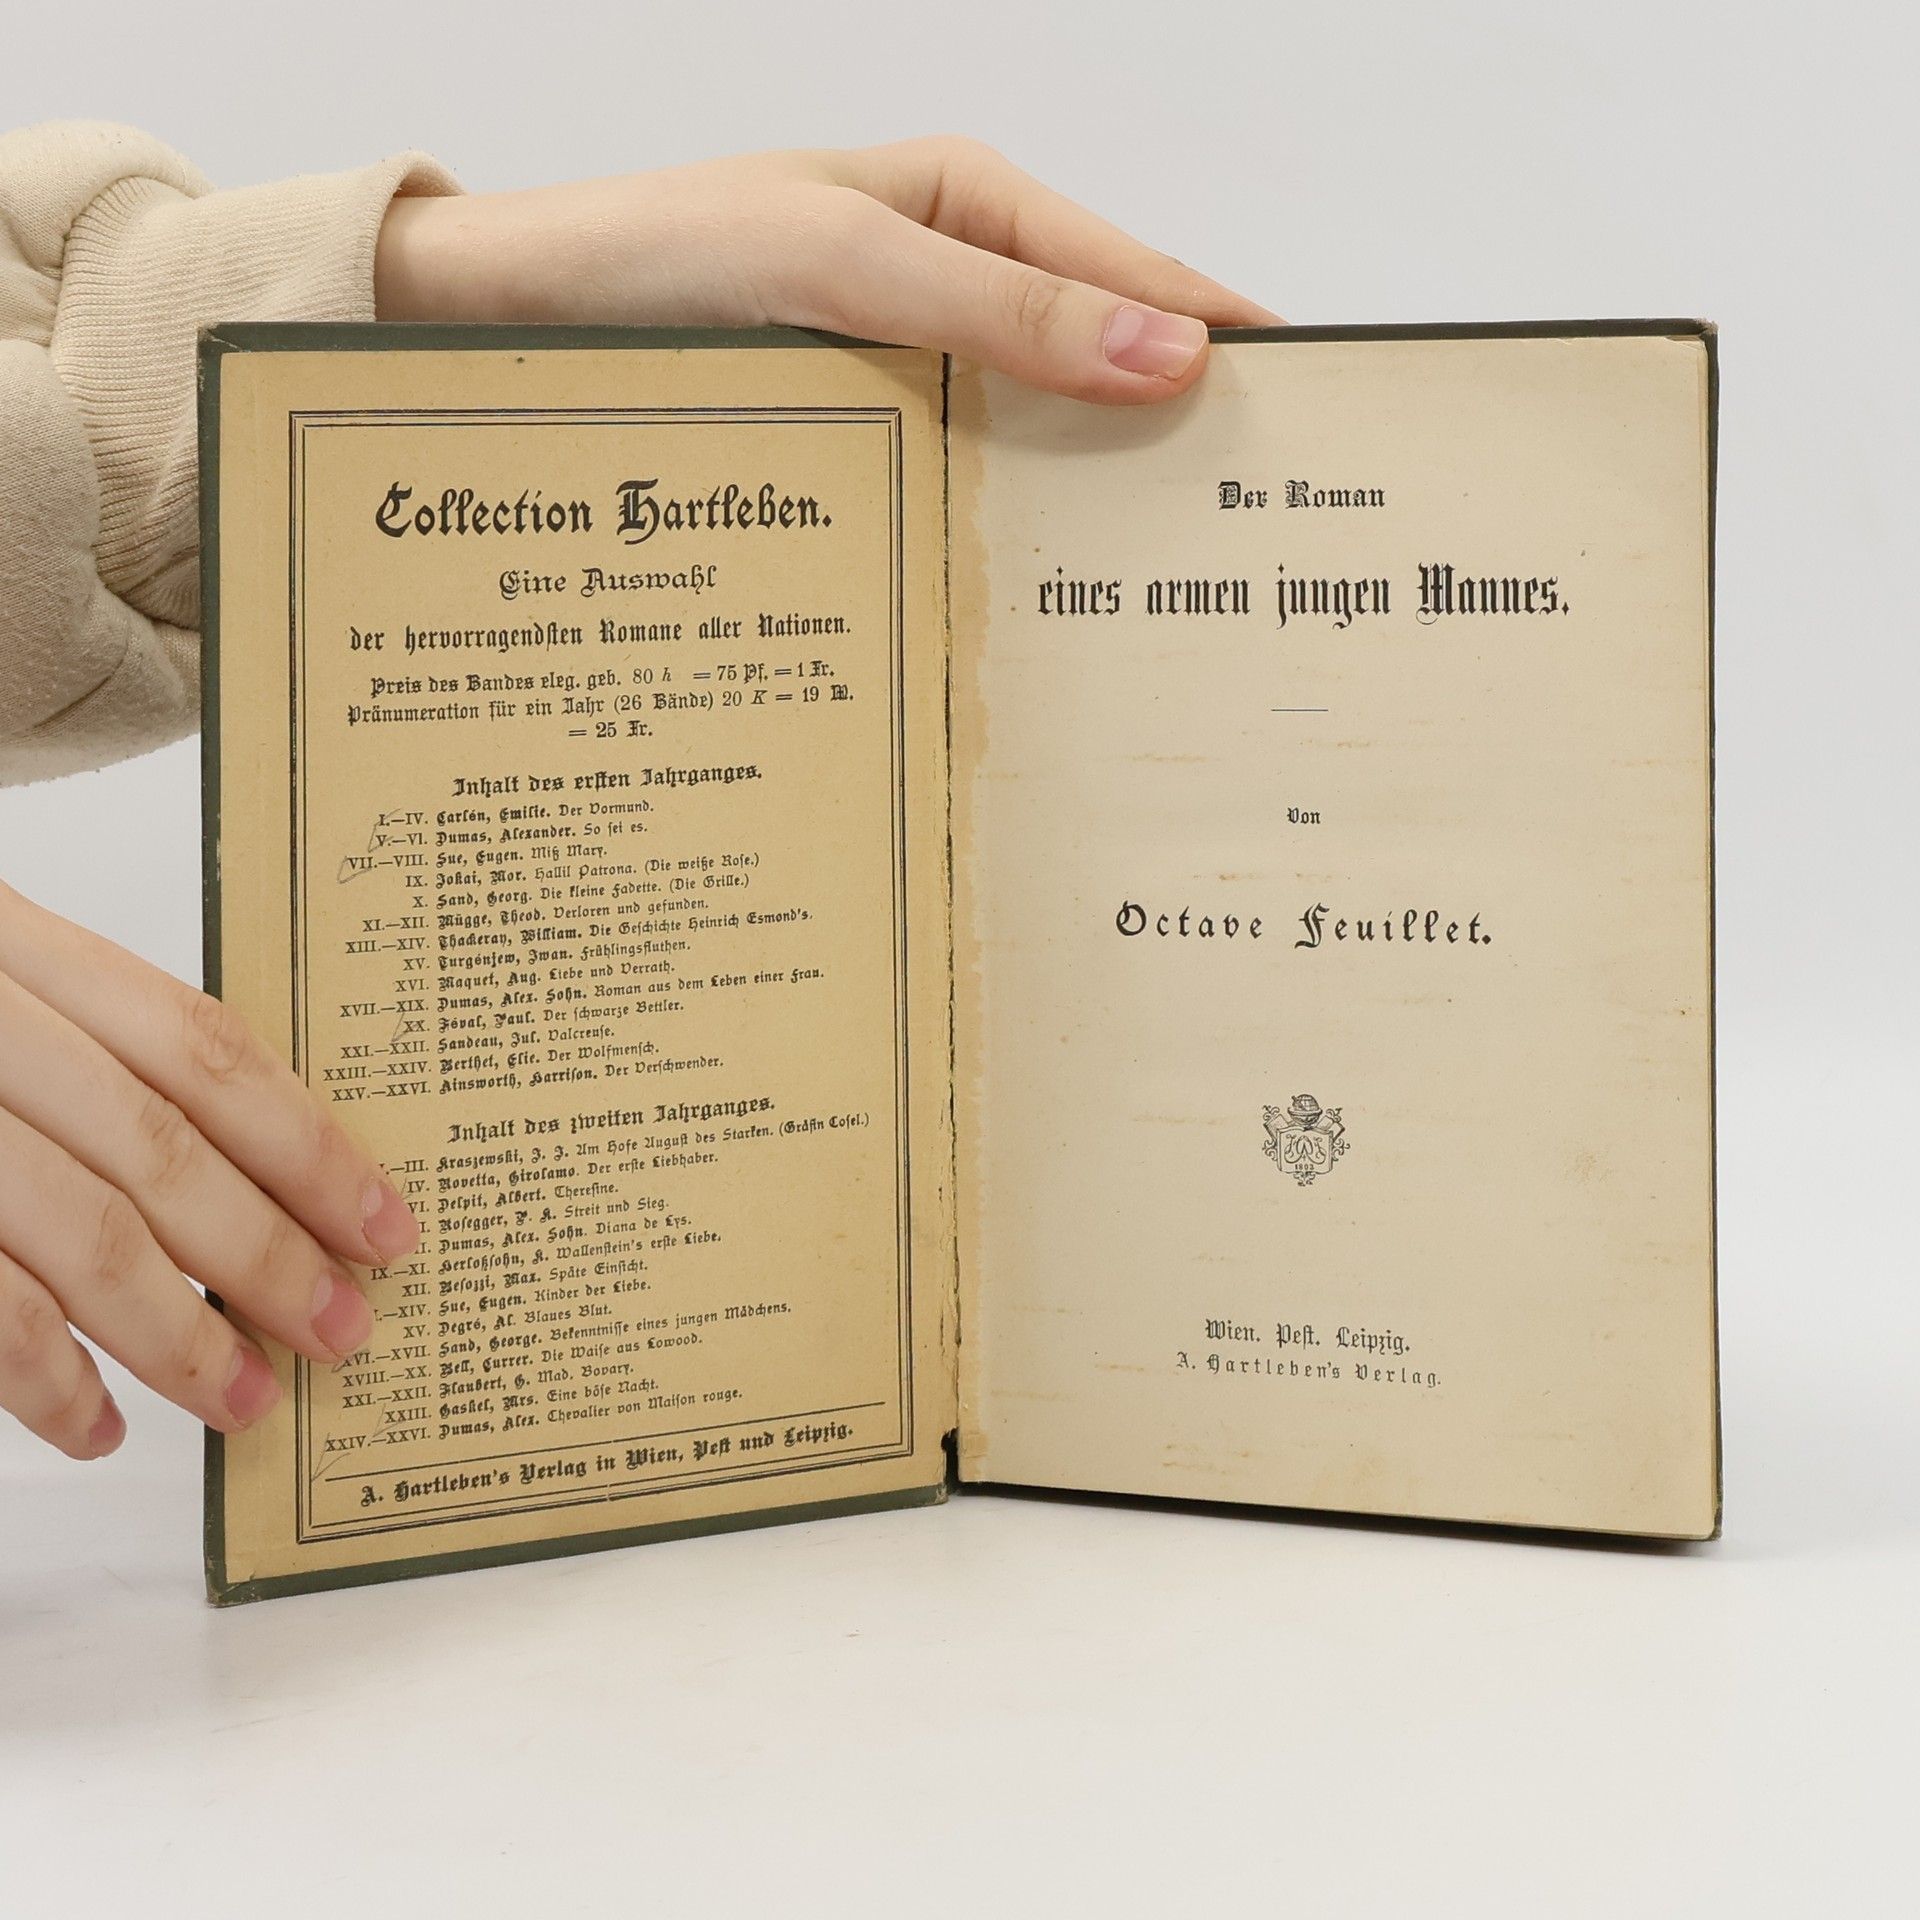 Collection Hartleben.
Eine Auswahl
der hervorragendsten Romane aller Nationen.
Preis des Bandes eleg. geb. 80 h = 75 Pf. = 1 Fr.
Pränumeration für ein Jahr (26 Bände) 20 K = 19 M.
= 25 Fr.
Inhalt des ersten Jahrganges.
I.—IV. Carlén, Emilie. Der Vormund.
V.—VI. Dumas, Alexander. So sei es.
VII.—VIII. Sue, Eugen. Miß Mary.
IX. Jokai, Mor. Hallil Patrona. (Die weiße Rose.)
X. Sand, Georg. Die kleine Fadette. (Die Grille.)
XI.—XII. Mügge, Theod. Verloren und gefunden.
XIII.—XIV. Thackeray, William. Die Geschichte Heinrich Esmond's.
XV. Turgénjew, Iwan. Frühlingsfluthen.
XVI. Maquet, Aug. Liebe und Verrath.
XVII.—XIX. Dumas, Alex. Sohn. Roman aus dem Leben einer Frau.
XX. Féval, Paul. Der schwarze Bettler.
XXI.—XXII. Sandeau, Jul. Valcreuse.
XXIII.—XXIV. Berthet, Elie. Der Wolfmensch.
XXV.—XXVI. Ainsworth, Harrison. Der Verschwender.
Inhalt des zweiten Jahrganges.
I.—III. Kraszewski, J. J. Am Hofe August des Starken. (Gräfin Cosel.)
IV. Rovetta, Girolamo. Der erste Liebhaber.
VI. Delpit, Albert. Theresine.
I. Rosegger, P. K. Streit und Sieg.
II. Dumas, Alex. Sohn. Diana de Lys.
IX.—XI. Herloßsohn, K. Wallenstein's erste Liebe.
XII. Besozzi, Max. Späte Einsicht.
I.—XIV. Sue, Eugen. Kinder der Liebe.
XV. Degré, Al. Blaues Blut.
XVI.—XVII. Sand, George. Bekenntnisse eines jungen Mädchens.
XVIII.—XX. Bell, Currer. Die Waise aus Lowood.
XXI.—XXII. Flaubert, G. Mad. Bovary.
XXIII. Gaskel, Mrs. Eine böse Nacht.
XXIV.—XXVI. Dumas, Alex. Chevalier von Maison rouge.
A. Hartleben's Verlag in Wien, Pest und Leipzig.
Der Roman
eines armen jungen Mannes.
Von
Octave Feuillet.
1803
Wien. Pest. Leipzig.
A. Hartleben's Verlag.